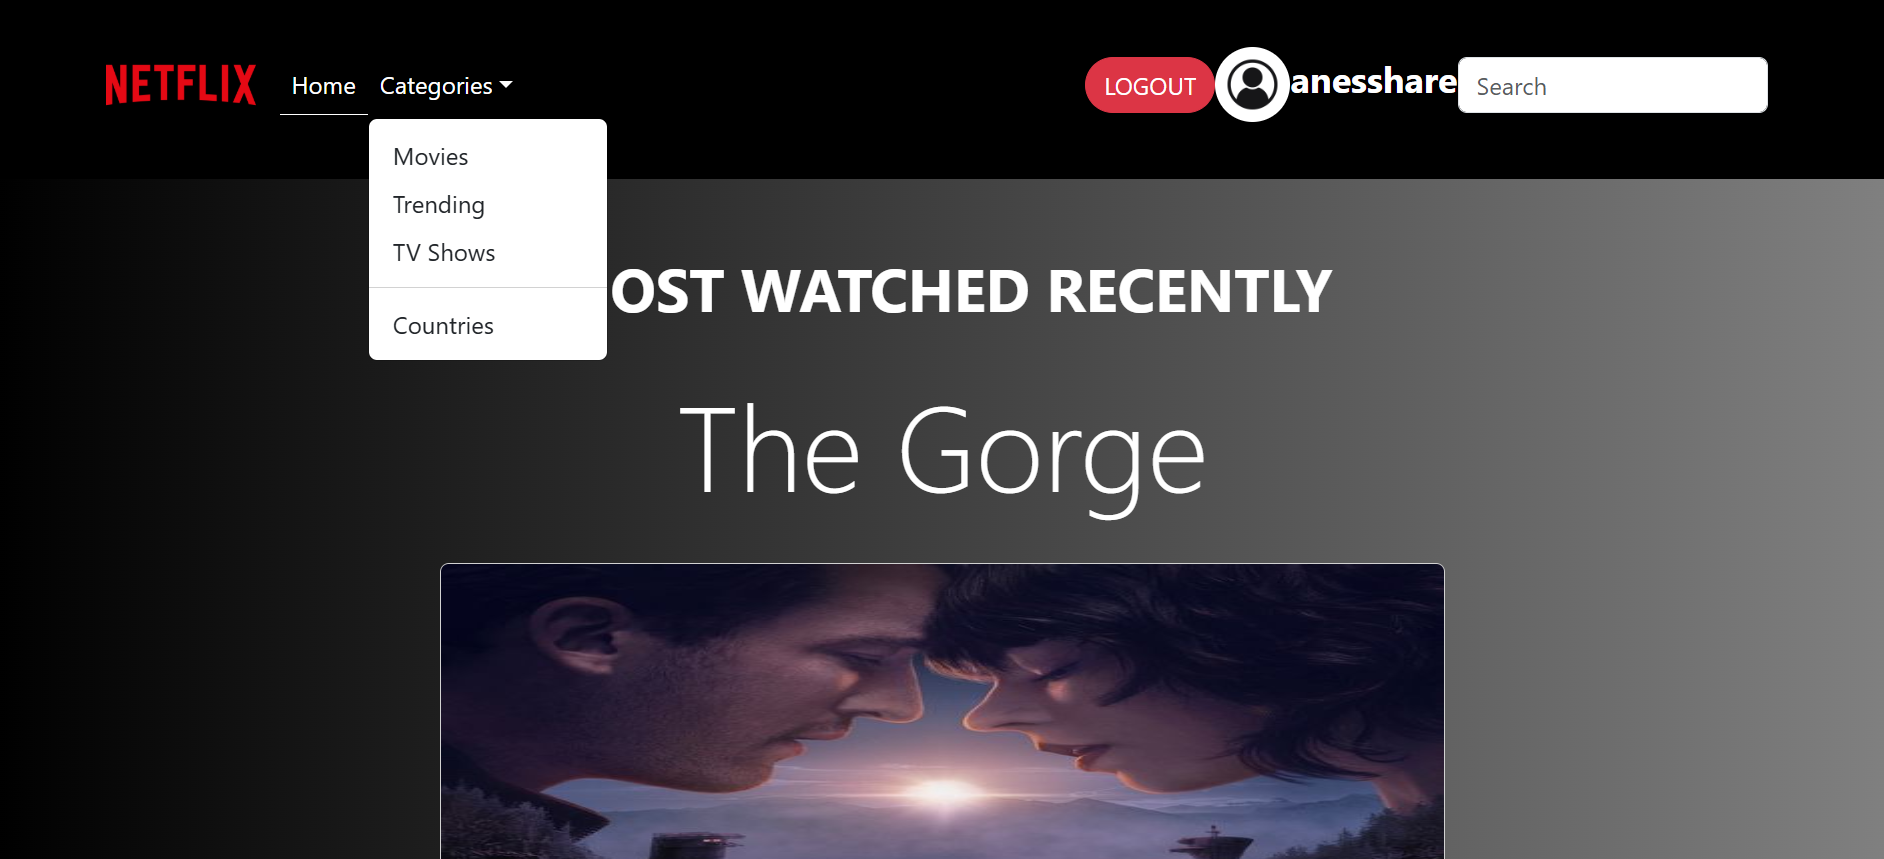 NETFLIX Home Categories LOGOUT anesshare Search
Movies
Trending
TV Shows
Countries
OST WATCHED RECENTLY
The Gorge